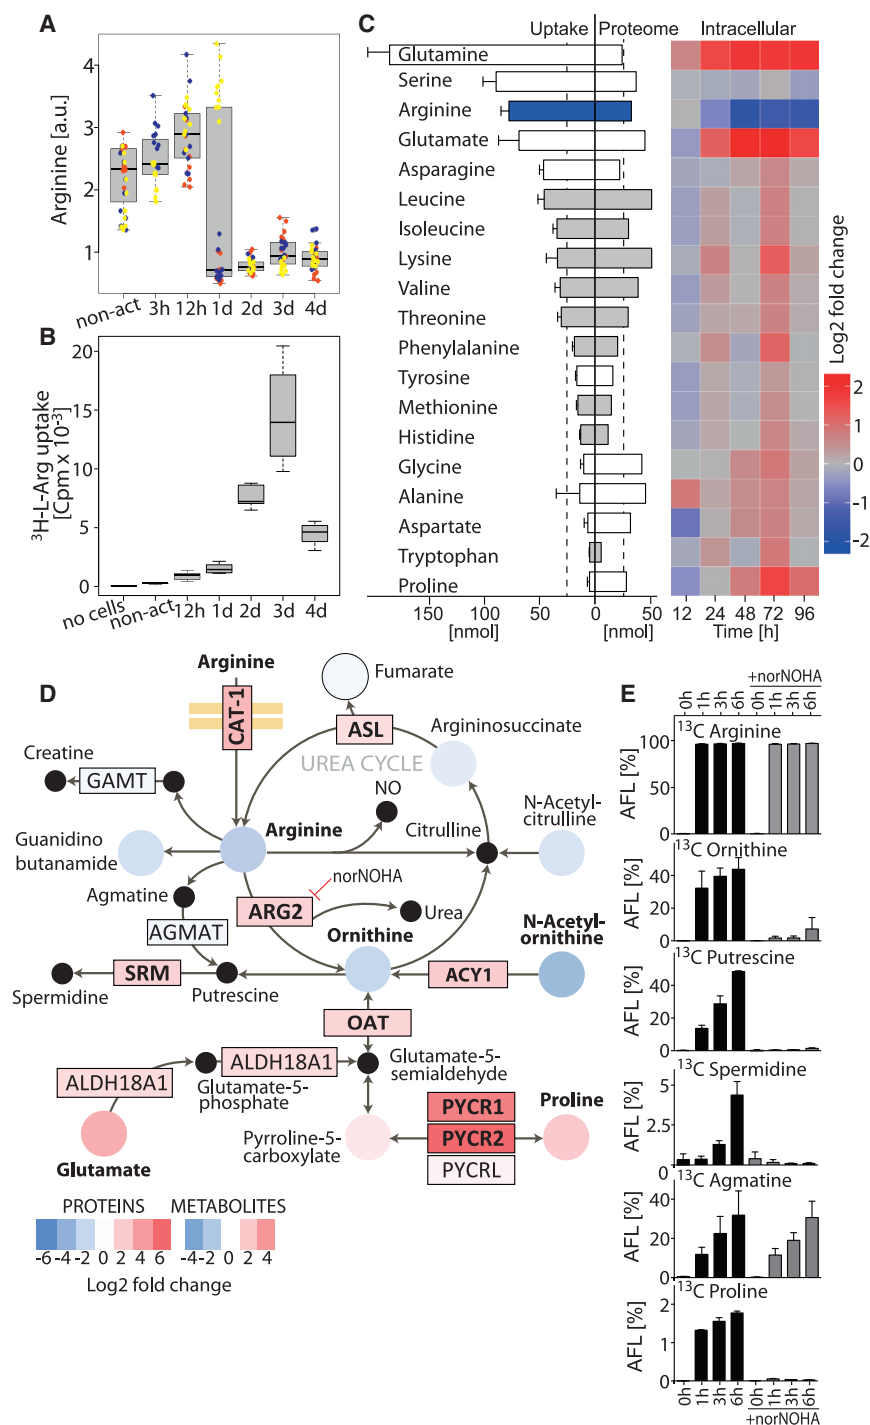 A
Arginine [a.u.]
4
3
2
1
non-act
3h
12h
1d
2d
3d
4d
B
³H-L-Arg uptake
[Cpm x 10⁻³]
20
15
10
5
0
no cells
non-act
12h
1d
2d
3d
4d
C
Uptake
Proteome
Intracellular
Glutamine
Serine
Arginine
Glutamate
Asparagine
Leucine
Isoleucine
Lysine
Valine
Threonine
Phenylalanine
Tyrosine
Methionine
Histidine
Glycine
Alanine
Aspartate
Tryptophan
Proline
150 100 50 0 50
[nmol] [nmol]
12 24 48 72 96
Time [h]
Log2 fold change
2
1
0
-1
-2
D
Arginine
CAT-1
Fumarate
ASL
Argininosuccinate
UREA CYCLE
Creatine
GAMT
NO
N-Acetyl-
citrulline
Arginine
Citrulline
Guanidino
butanamide
Agmatine
norNOHA
ARG2
Urea
AGMAT
Ornithine
N-Acetyl-
ornithine
SRM
ACY1
Spermidine
Putrescine
OAT
ALDH18A1
ALDH18A1
Glutamate-5-
semialdehyde
Glutamate-5-
phosphate
PYCR1
PYCR2
PYCRL
Proline
Pyrroline-5-
carboxylate
Glutamate
PROTEINS
METABOLITES
-6 -4 -2 0 2 4 6
-4 -2 0 2 4
Log2 fold change
E
+norNOHA
0h 1h 3h 6h 0h 1h 3h 6h
¹³C Arginine
AFL [%]
100
50
0
¹³C Ornithine
AFL [%]
40
20
0
¹³C Putrescine
AFL [%]
40
20
0
¹³C Spermidine
AFL [%]
5
2.5
0
¹³C Agmatine
AFL [%]
40
20
0
¹³C Proline
AFL [%]
2
1
0
0h 1h 3h 6h 0h 1h 3h 6h
+norNOHA